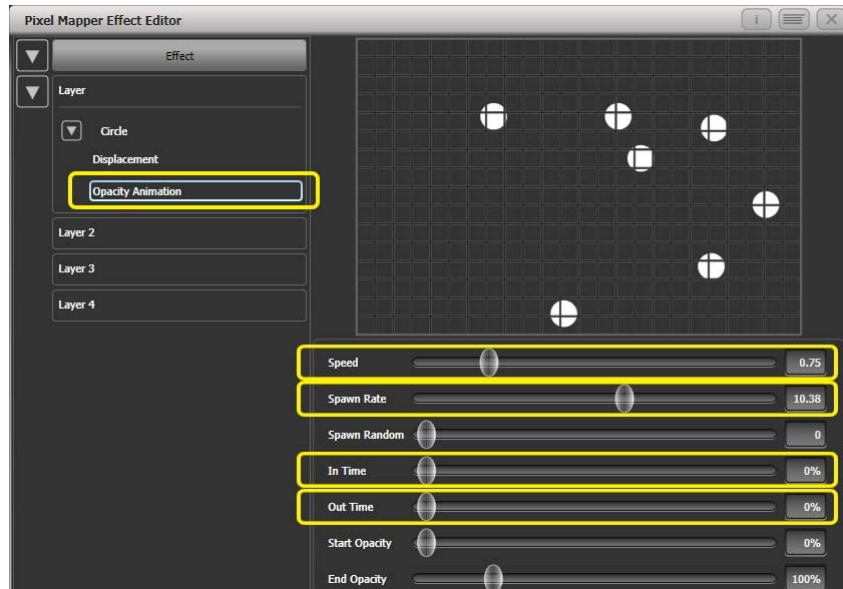 Pixel Mapper Effect Editor
i
Effect
Layer
Circle
Displacement
Opacity Animation
Layer 2
Layer 3
Layer 4
Speed 0.75
Spawn Rate 10.38
Spawn Random 0
In Time 0%
Out Time 0%
Start Opacity 0%
End Opacity 100%